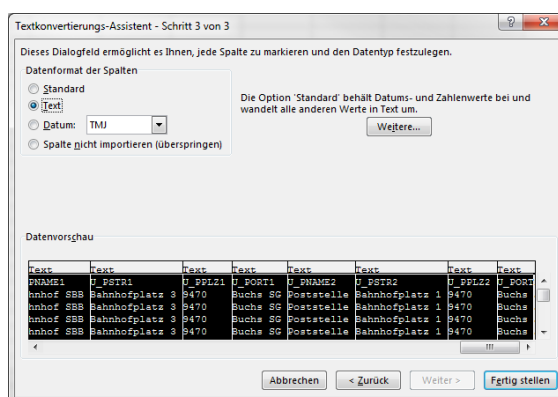 Textkonvertierungs-Assistent - Schritt 3 von 3
Dieses Dialogfeld ermöglicht es Ihnen, jede Spalte zu markieren und den Datentyp festzulegen.
Datenformat der Spalten
Standard
Text
Datum: TMJ
Spalte nicht importieren (überspringen)
Die Option 'Standard' behält Datums- und Zahlenwerte bei und
wandelt alle anderen Werte in Text um.
Weitere...
Datenvorschau
Text Text Text Text Text Text Text Text
PNAME1 U_PSTR1 U_PPLZ1 U_PORT1 U_PNAME2 U_PSTR2 U_PPLZ2 U_PORT
hnhof SBB Bahnhofplatz 3 9470 Buchs SG Poststelle Bahnhofplatz 1 9470 Buchs
hnhof SBB Bahnhofplatz 3 9470 Buchs SG Poststelle Bahnhofplatz 1 9470 Buchs
hnhof SBB Bahnhofplatz 3 9470 Buchs SG Poststelle Bahnhofplatz 1 9470 Buchs
hnhof SBB Bahnhofplatz 3 9470 Buchs SG Poststelle Bahnhofplatz 1 9470 Buchs
Abbrechen < Zurück Weiter > Fertig stellen